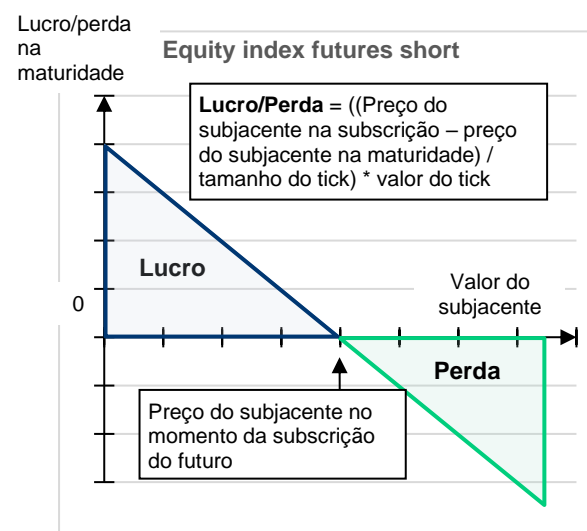 Lucro/perda
na
maturidade
Equity index futures short
Lucro/Perda = ((Preço do
subjacente na subscrição – preço
do subjacente na maturidade) /
tamanho do tick) * valor do tick
Lucro
Valor do
subjacente
0
Perda
Preço do subjacente no
momento da subscrição
do futuro